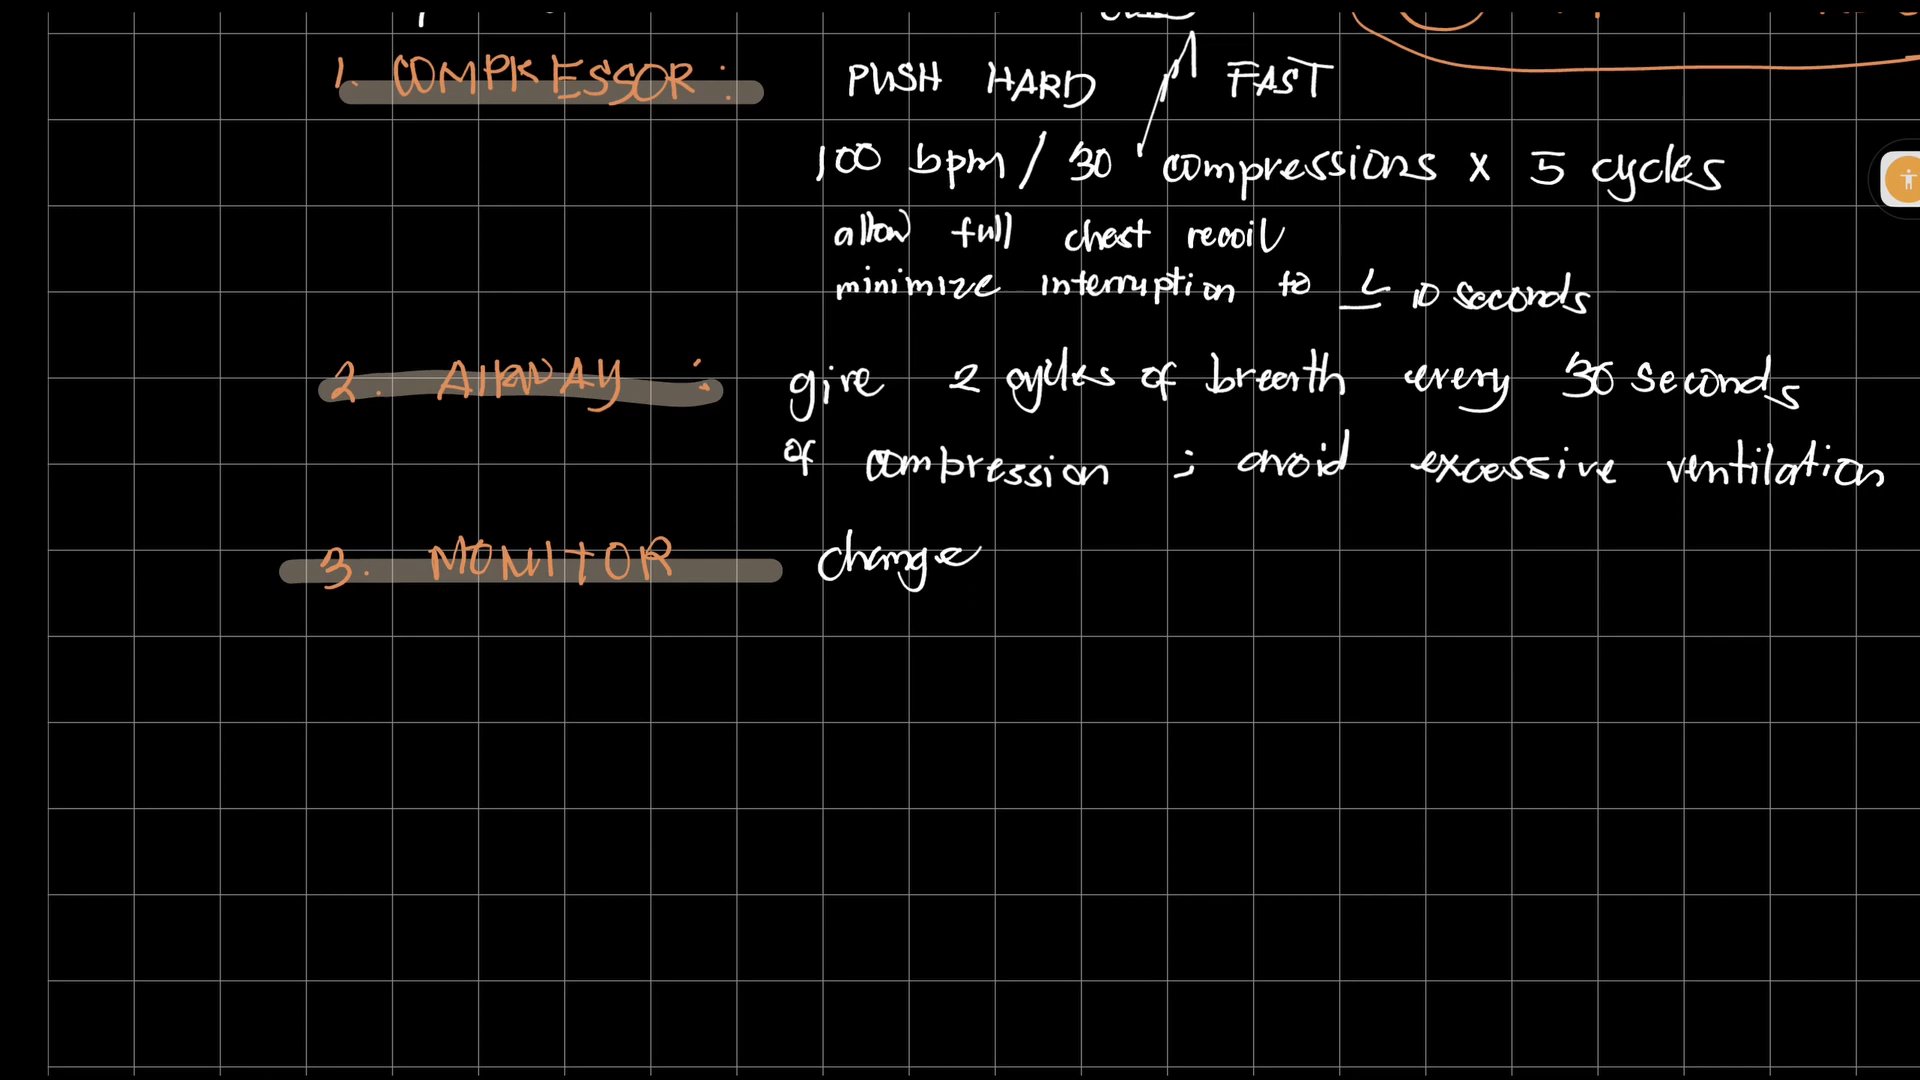 1. COMPRESSOR : PUSH HARD FAST
100 bpm / 30 compressions x 5 cycles
allow full chest recoil
minimize interruption to ≤ 10 seconds
2. AIRWAY : give 2 cycles of breath every 30 seconds
of compression ; avoid excessive ventilation
3. MONITOR change